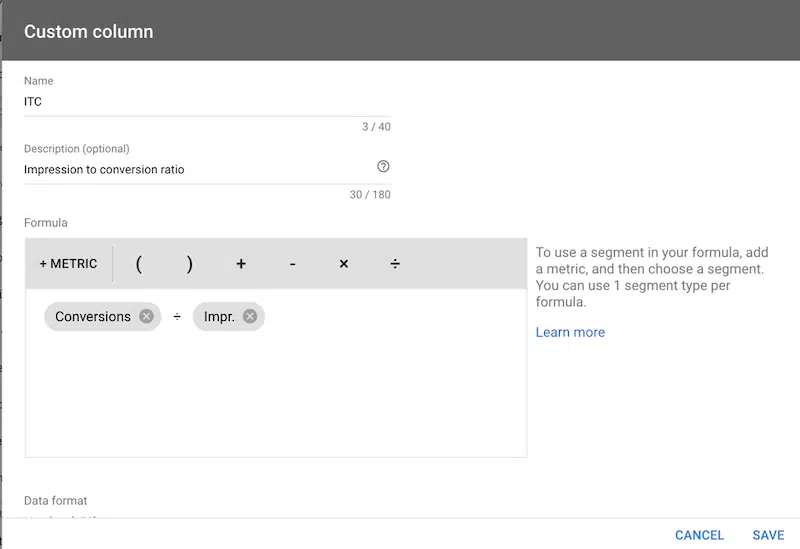 Custom column
Name
ITC
3 / 40
Description (optional)
Impression to conversion ratio
30 / 180
Formula
+ METRIC ( ) + - × ÷
Conversions ÷ Impr.
To use a segment in your formula, add
a metric, and then choose a segment.
You can use 1 segment type per
formula.
Learn more
Data format
CANCEL SAVE